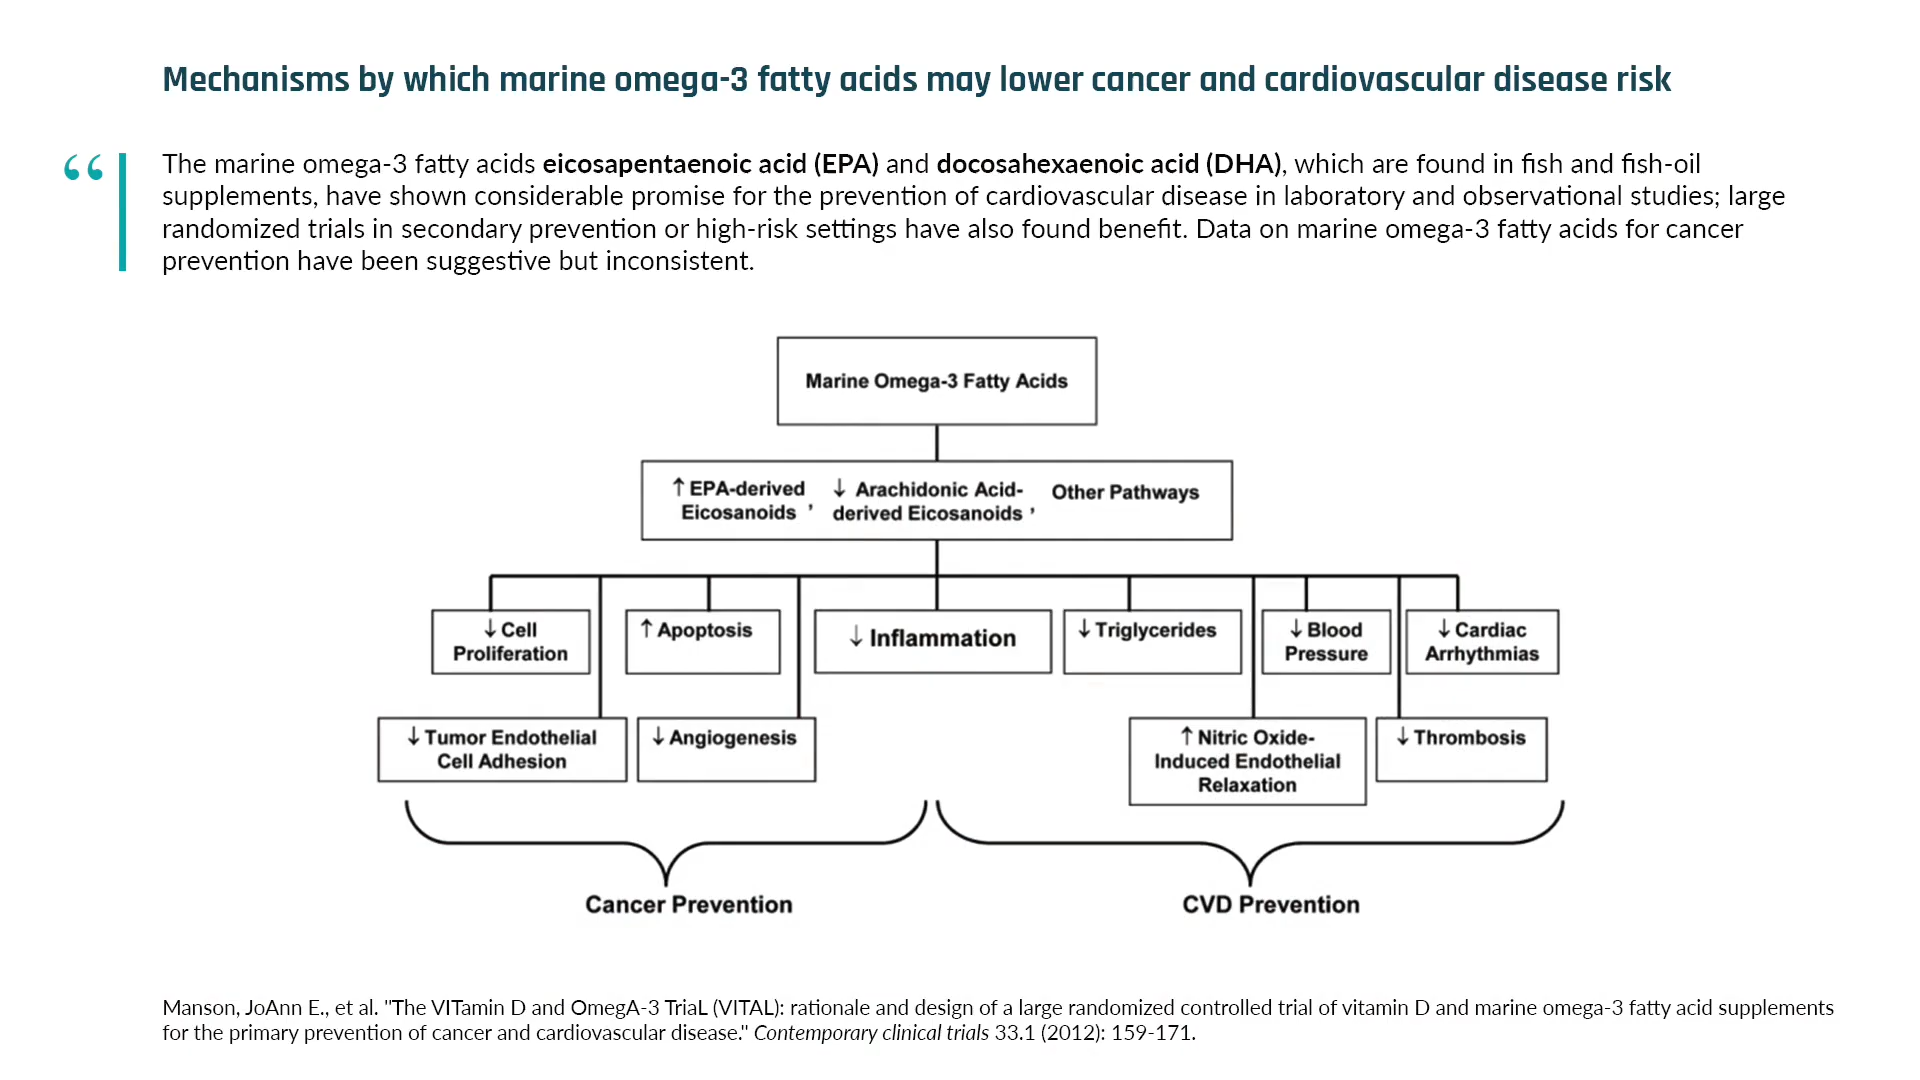 Mechanisms by which marine omega-3 fatty acids may lower cancer and cardiovascular disease risk
“
The marine omega-3 fatty acids eicosapentaenoic acid (EPA) and docosahexaenoic acid (DHA), which are found in fish and fish-oil
supplements, have shown considerable promise for the prevention of cardiovascular disease in laboratory and observational studies; large
randomized trials in secondary prevention or high-risk settings have also found benefit. Data on marine omega-3 fatty acids for cancer
prevention have been suggestive but inconsistent.
Marine Omega-3 Fatty Acids
↑ EPA-derived
Eicosanoids ,
↓ Arachidonic Acid-
derived Eicosanoids ,
Other Pathways
↓ Cell
Proliferation
↑ Apoptosis
↓ Inflammation
↓ Triglycerides
↓ Blood
Pressure
↓ Cardiac
Arrhythmias
↓ Tumor Endothelial
Cell Adhesion
↓ Angiogenesis
↑ Nitric Oxide-
Induced Endothelial
Relaxation
↓ Thrombosis
Cancer Prevention
CVD Prevention
Manson, JoAnn E., et al. "The VITamin D and OmegA-3 TriaL (VITAL): rationale and design of a large randomized controlled trial of vitamin D and marine omega-3 fatty acid supplements
for the primary prevention of cancer and cardiovascular disease." Contemporary clinical trials 33.1 (2012): 159-171.